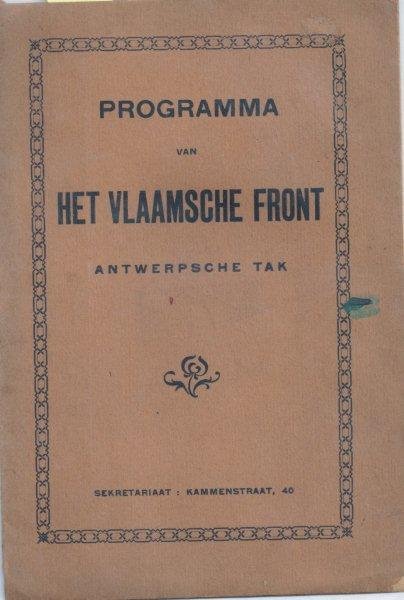 PROGRAMMA
VAN
HET VLAAMSCHE FRONT
ANTWERPSCHE TAK
SEKRETARIAAT : KAMMENSTRAAT, 40